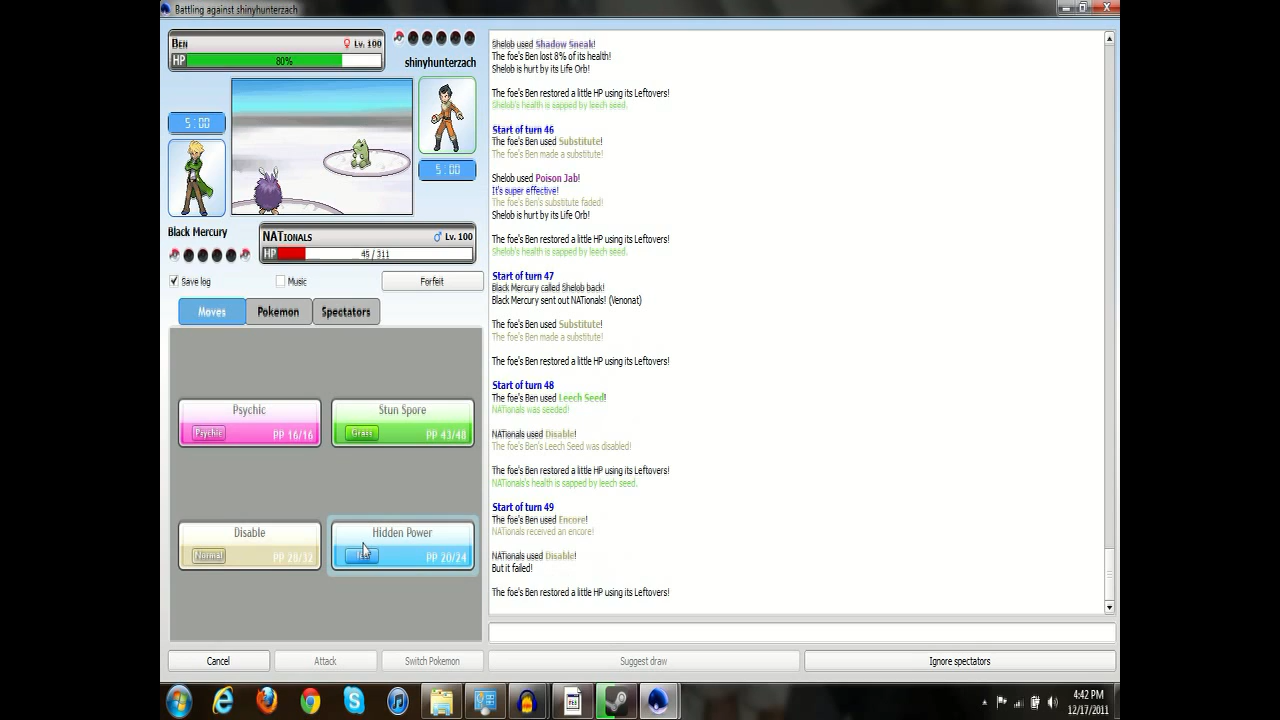 Battling against shinyhunterzach
BEN
Lv. 100
HP
80%
shinyhunterzach
5:00
5:00
Black Mercury
NATIONALS
Lv. 100
HP
45 / 311
Save log
Music
Forfeit
Moves
Pokemon
Spectators
Psychic
Psychic
PP 16/16
Stun Spore
Grass
PP 43/48
Disable
Normal
PP 28/32
Hidden Power
PP 20/24
Cancel
Attack
Switch Pokemon
Shelob used Shadow Sneak!
The foe's Ben lost 8% of its health!
Shelob is hurt by its Life Orb!
The foe's Ben restored a little HP using its Leftovers!
Shelob's health is sapped by leech seed.
Start of turn 46
The foe's Ben used Substitute!
The foe's Ben made a substitute!
Shelob used Poison Jab!
It's super effective!
The foe's Ben's substitute faded!
Shelob is hurt by its Life Orb!
The foe's Ben restored a little HP using its Leftovers!
Shelob's health is sapped by leech seed.
Start of turn 47
Black Mercury called Shelob back!
Black Mercury sent out NATionals! (Venonat)
The foe's Ben used Substitute!
The foe's Ben made a substitute!
The foe's Ben restored a little HP using its Leftovers!
Start of turn 48
The foe's Ben used Leech Seed!
NATionals was seeded!
NATionals used Disable!
The foe's Ben's Leech Seed was disabled!
The foe's Ben restored a little HP using its Leftovers!
NATionals's health is sapped by leech seed.
Start of turn 49
The foe's Ben used Encore!
NATionals received an encore!
NATionals used Disable!
But it failed!
The foe's Ben restored a little HP using its Leftovers!
Suggest draw
Ignore spectators
4:42 PM
12/17/2011